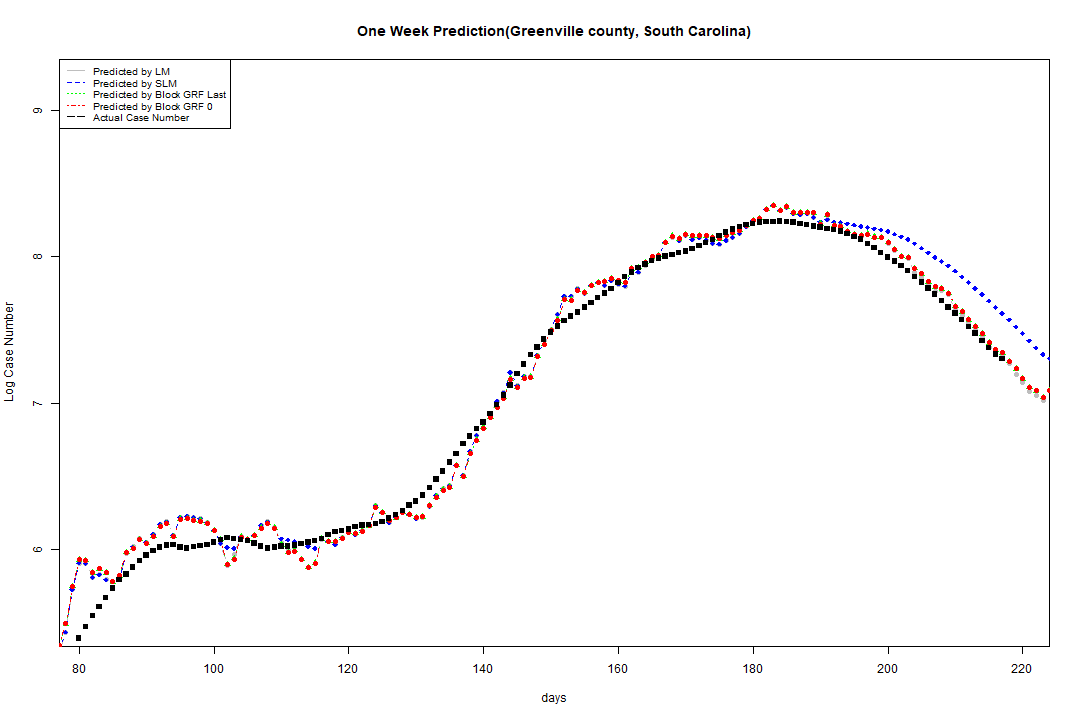 One Week Prediction(Greenville county, South Carolina)
Predicted by LM
Predicted by SLM
Predicted by Block GRF Last
Predicted by Block GRF 0
Actual Case Number
9
8
7
6
Log Case Number
80 100 120 140 160 180 200 220
days